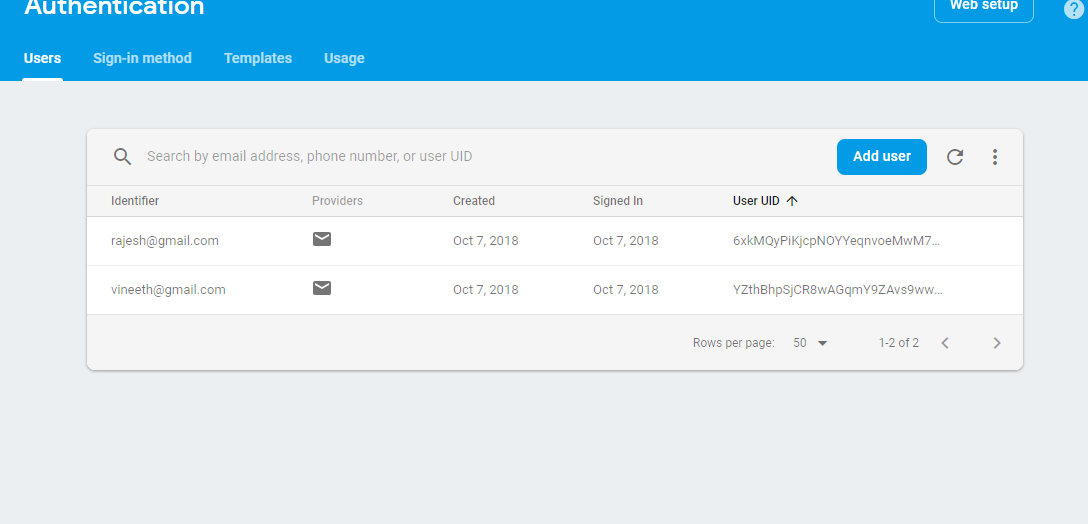 Authentication
Web setup
?
Users Sign-in method Templates Usage
Search by email address, phone number, or user UID
Add user
Identifier Providers Created Signed In User UID
rajesh@gmail.com Oct 7, 2018 Oct 7, 2018 6xkMQyPiKjcpNOYYeqnvoeMwM7…
vineeth@gmail.com Oct 7, 2018 Oct 7, 2018 YZthBhpSjCR8wAGqmY9ZAvs9ww…
Rows per page: 50 1-2 of 2